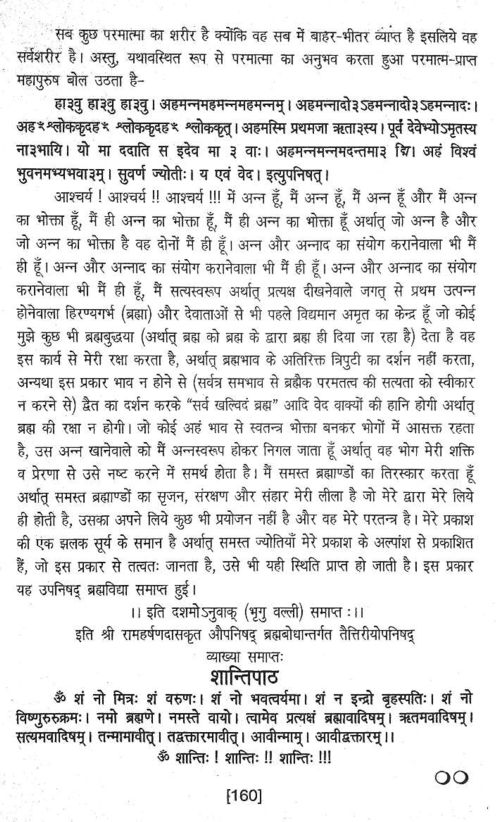 सब कुछ परमात्मा का शरीर है क्योंकि वह सब में बाहर-भीतर व्याप्त है इसलिये वह
सर्वशरीर है। अस्तु, यथावस्थित रूप से परमात्मा का अनुभव करता हुआ परमात्म-प्राप्त
महापुरुष बोल उठता है-
हा३वु हा३वु हा३वु। अहमन्नमहमन्नमहमन्नम्। अहमन्नादो३ऽहमन्नादो३ऽहमन्नादः।
अह*श्लोककृदह* श्लोककृदह* श्लोककृत्। अहमस्मि प्रथमजा ऋता३स्य। पूर्वं देवेभ्योऽमृतस्य
ना३भायि। यो मा ददाति स इदेव मा ३ वाः। अहमन्नमन्नमदन्तमा३ द्मि। अहं विश्वं
भुवनमभ्यभवा३म्। सुवर्ण ज्योतीः। य एवं वेद। इत्युपनिषत्।
आश्चर्य ! आश्चर्य !! आश्चर्य !!! में अन्न हूँ, मैं अन्न हूँ, मैं अन्न हूँ और मैं अन्न
का भोक्ता हूँ, मैं ही अन्न का भोक्ता हूँ, मैं ही अन्न का भोक्ता हूँ अर्थात् जो अन्न है और
जो अन्न का भोक्ता है वह दोनों मैं ही हूँ। अन्न और अन्नाद का संयोग करानेवाला भी मैं
ही हूँ। अन्न और अन्नाद का संयोग करानेवाला भी मैं ही हूँ। अन्न और अन्नाद का संयोग
करानेवाला भी मैं ही हूँ, मैं सत्यस्वरूप अर्थात् प्रत्यक्ष दीखनेवाले जगत् से प्रथम उत्पन्न
होनेवाला हिरण्यगर्भ (ब्रह्मा) और देवताओं से भी पहले विद्यमान अमृत का केन्द्र हूँ जो कोई
मुझे कुछ भी ब्रह्मबुद्धया (अर्थात् ब्रह्म को ब्रह्म के द्वारा ब्रह्म ही दिया जा रहा है) देता है वह
इस कार्य से मेरी रक्षा करता है, अर्थात् ब्रह्मभाव के अतिरिक्त त्रिपुटी का दर्शन नहीं करता,
अन्यथा इस प्रकार भाव न होने से (सर्वत्र समभाव से ब्रह्मैक परमतत्व की सत्यता को स्वीकार
न करने से) द्वैत का दर्शन करके “सर्व खल्विदं ब्रह्म” आदि वेद वाक्यों की हानि होगी अर्थात्
ब्रह्म की रक्षा न होगी। जो कोई अहं भाव से स्वतन्त्र भोक्ता बनकर भोगों में आसक्त रहता
है, उस अन्न खानेवाले को मैं अन्नस्वरूप होकर निगल जाता हूँ अर्थात् वह भोग मेरी शक्ति
व प्रेरणा से उसे नष्ट करने में समर्थ होता है। मैं समस्त ब्रह्माण्डों का तिरस्कार करता हूँ
अर्थात् समस्त ब्रह्माण्डों का सृजन, संरक्षण और संहार मेरी लीला है जो मेरे द्वारा मेरे लिये
ही होती है, उसका अपने लिये कुछ भी प्रयोजन नहीं है और वह मेरे परतन्त्र है। मेरे प्रकाश
की एक झलक सूर्य के समान है अर्थात् समस्त ज्योतियाँ मेरे प्रकाश के अल्पांश से प्रकाशित
हैं, जो इस प्रकार से तत्वतः जानता है, उसे भी यही स्थिति प्राप्त हो जाती है। इस प्रकार
यह उपनिषद् ब्रह्मविद्या समाप्त हुई।
।। इति दशमोऽनुवाक् (भृगु वल्ली) समाप्त :।।
इति श्री रामहर्षणदासकृत औपनिषद् ब्रह्मबोधान्तर्गत तैत्तिरीयोपनिषद्
व्याख्या समाप्तः
शान्तिपाठ
ॐ शं नो मित्रः शं वरुणः। शं नो भवत्वर्यमा। शं न इन्द्रो बृहस्पतिः। शं नो
विष्णुरुरुक्रमः। नमो ब्रह्मणे। नमस्ते वायो। त्वामेव प्रत्यक्षं ब्रह्मावादिषम्। ऋतमवादिषम्।
सत्यमवादिषम्। तन्मामावीत्। तद्वक्तारमावीत्। आवीन्माम्। आवीद्वक्तारम्।।
ॐ शान्तिः ! शान्तिः !! शान्तिः !!!
[160]